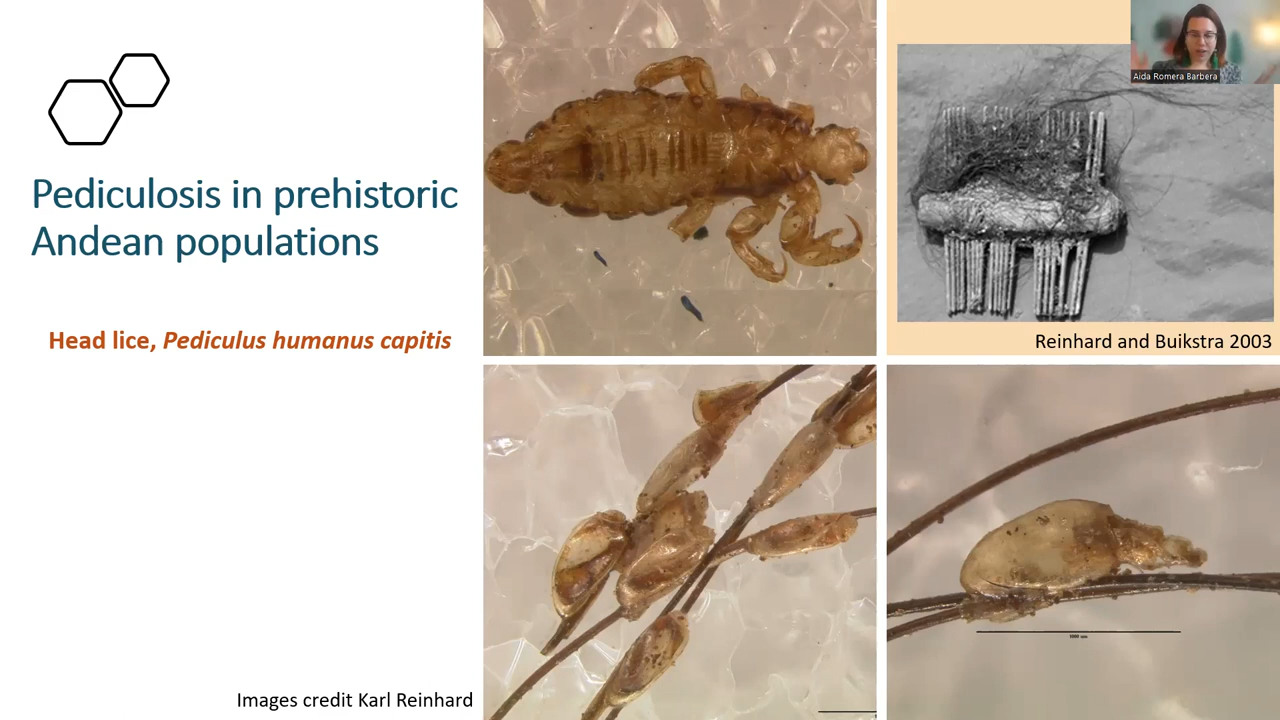 Pediculosis in prehistoric
Andean populations
Head lice, Pediculus humanus capitis
Images credit Karl Reinhard
Aida Romera Barbera
Reinhard and Buikstra 2003